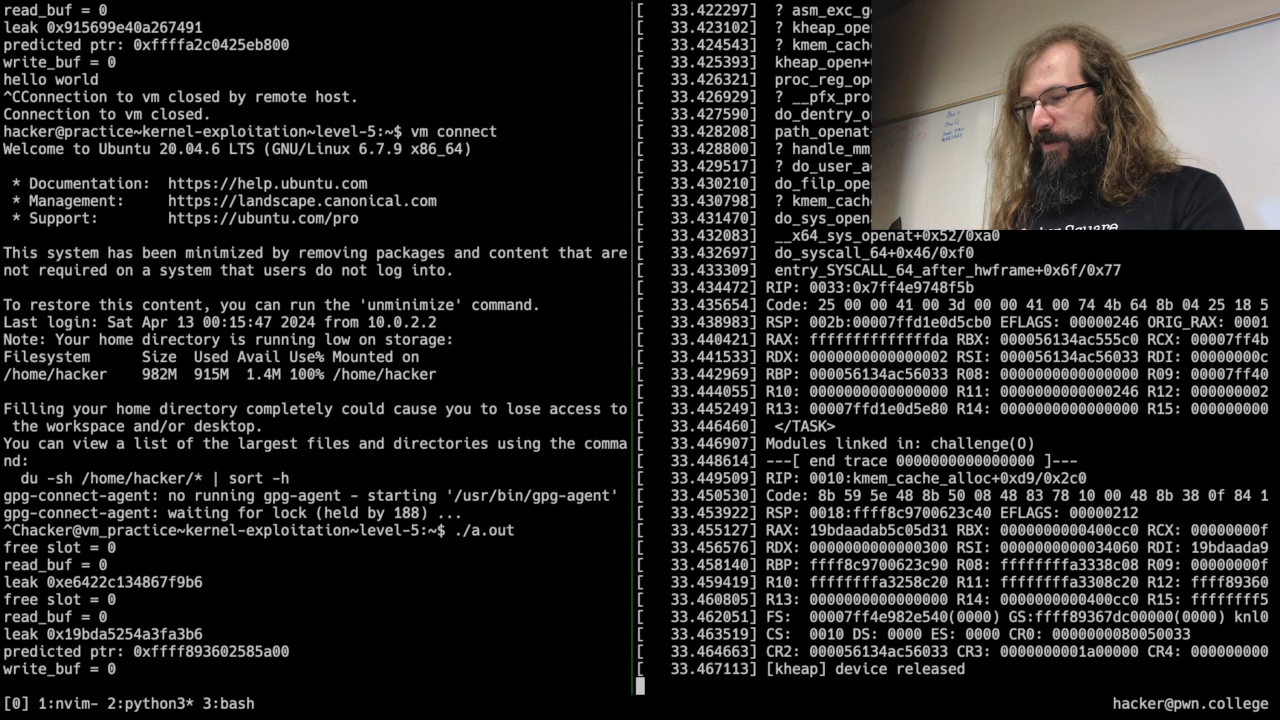 read_buf = 0
leak 0x915699e40a267491
predicted ptr: 0xffffa2c0425eb800
write_buf = 0
hello world
^CConnection to vm closed by remote host.
Connection to vm closed.
hacker@practice~kernel-exploitation~level-5:~$ vm connect
Welcome to Ubuntu 20.04.6 LTS (GNU/Linux 6.7.9 x86_64)
* Documentation:  https://help.ubuntu.com
* Management:     https://landscape.canonical.com
* Support:        https://ubuntu.com/pro
This system has been minimized by removing packages and content that are
not required on a system that users do not log into.
To restore this content, you can run the 'unminimize' command.
Last login: Sat Apr 13 00:15:47 2024 from 10.0.2.2
Note: Your home directory is running low on storage:
Filesystem      Size  Used Avail Use% Mounted on
/home/hacker    982M  915M  1.4M 100% /home/hacker
Filling your home directory completely could cause you to lose access to
the workspace and/or desktop.
You can view a list of the largest files and directories using the comma
nd:
du -sh /home/hacker/* | sort -h
gpg-connect-agent: no running gpg-agent - starting '/usr/bin/gpg-agent'
gpg-connect-agent: waiting for lock (held by 188) ...
^Chacker@vm_practice~kernel-exploitation~level-5:~$ ./a.out
free slot = 0
read_buf = 0
leak 0xe6422c134867f9b6
free slot = 0
read_buf = 0
leak 0x19bda5254a3fa3b6
predicted ptr: 0xffff893602585a00
write_buf = 0
[   33.422297]  ? asm_exc_g
[   33.423102]  ? kheap_ope
[   33.424543]  ? kmem_cach
[   33.425393]  kheap_open+
[   33.426321]  proc_reg_op
[   33.426929]  ? __pfx_pro
[   33.427590]  do_dentry_o
[   33.428208]  path_openat
[   33.428800]  ? handle_mm
[   33.429517]  ? do_user_a
[   33.430210]  do_filp_ope
[   33.430798]  ? kmem_cach
[   33.431470]  do_sys_open
[   33.432083]  __x64_sys_openat+0x52/0xa0
[   33.432697]  do_syscall_64+0x46/0xf0
[   33.433309]  entry_SYSCALL_64_after_hwframe+0x6f/0x77
[   33.434472] RIP: 0033:0x7ff4e9748f5b
[   33.435654] Code: 25 00 00 41 00 3d 00 00 41 00 74 4b 64 8b 04 25 18 5
[   33.438983] RSP: 002b:00007ffd1e0d5cb0 EFLAGS: 00000246 ORIG_RAX: 0001
[   33.440421] RAX: ffffffffffffffda RBX: 000056134ac555c0 RCX: 00007ff4b
[   33.441533] RDX: 0000000000000002 RSI: 000056134ac56033 RDI: 00000000c
[   33.442969] RBP: 000056134ac56033 R08: 0000000000000000 R09: 00007ff40
[   33.444055] R10: 0000000000000000 R11: 0000000000000246 R12: 000000002
[   33.445249] R13: 00007ffd1e0d5e80 R14: 0000000000000000 R15: 000000000
[   33.446460]  </TASK>
[   33.446907] Modules linked in: challenge(O)
[   33.448614] ---[ end trace 0000000000000000 ]---
[   33.449509] RIP: 0010:kmem_cache_alloc+0xd9/0x2c0
[   33.450530] Code: 8b 59 5e 48 8b 50 08 48 83 78 10 00 48 8b 38 0f 84 1
[   33.453922] RSP: 0018:ffff8c9700623c40 EFLAGS: 00000212
[   33.455127] RAX: 19bdaadab5c05d31 RBX: 0000000000400cc0 RCX: 00000000f
[   33.456576] RDX: 0000000000000300 RSI: 0000000000034060 RDI: 19bdaada9
[   33.458140] RBP: ffff8c9700623c90 R08: ffffffffa3338c08 R09: 00000000f
[   33.459419] R10: ffffffffa3258c20 R11: ffffffffa3308c20 R12: ffff89360
[   33.460805] R13: 0000000000000000 R14: 0000000000400cc0 R15: ffffffff5
[   33.462051] FS:  00007ff4e982e540(0000) GS:ffff89367dc00000(0000) knl0
[   33.463519] CS:  0010 DS: 0000 ES: 0000 CR0: 0000000080050033
[   33.464663] CR2: 000056134ac56033 CR3: 0000000001a00000 CR4: 000000000
[   33.467113] [kheap] device released
Square
[0] 1:nvim- 2:python3* 3:bash
hacker@pwn.college